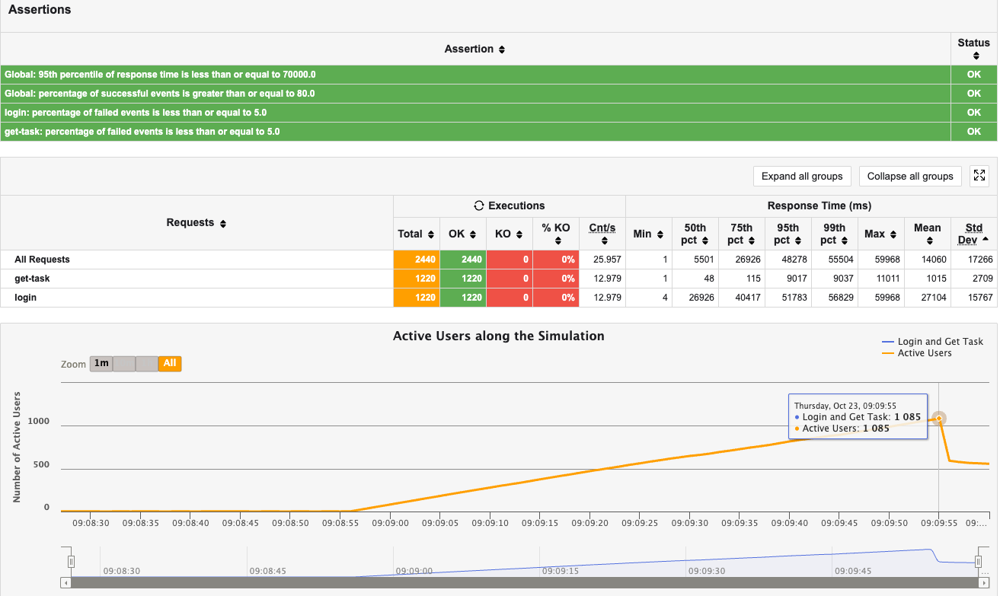 Assertions
Assertion Status
Global: 95th percentile of response time is less than or equal to 70000.0 OK
Global: percentage of successful events is greater than or equal to 80.0 OK
login: percentage of failed events is less than or equal to 5.0 OK
get-task: percentage of failed events is less than or equal to 5.0 OK
Expand all groups Collapse all groups
Requests Executions Response Time (ms)
Total OK KO % KO Cnt/s Min 50th pct 75th pct 95th pct 99th pct Max Mean Std Dev
All Requests 2440 2440 0 0% 25.957 1 5501 26926 48278 55504 59968 14060 17266
get-task 1220 1220 0 0% 12.979 1 48 115 9017 9037 11011 1015 2709
login 1220 1220 0 0% 12.979 4 26926 40417 51783 56829 59968 27104 15767
Active Users along the Simulation
Login and Get Task
Active Users
Zoom 1m All
Number of Active Users
Thursday, Oct 23, 09:09:55
Login and Get Task: 1 085
Active Users: 1 085
1000
500
0
09:08:30 09:08:35 09:08:40 09:08:45 09:08:50 09:08:55 09:09:00 09:09:05 09:09:10 09:09:15 09:09:20 09:09:25 09:09:30 09:09:35 09:09:40 09:09:45 09:09:50 09:09:55 09:...
09:08:30 09:08:45 09:09:00 09:09:15 09:09:30 09:09:45 ...